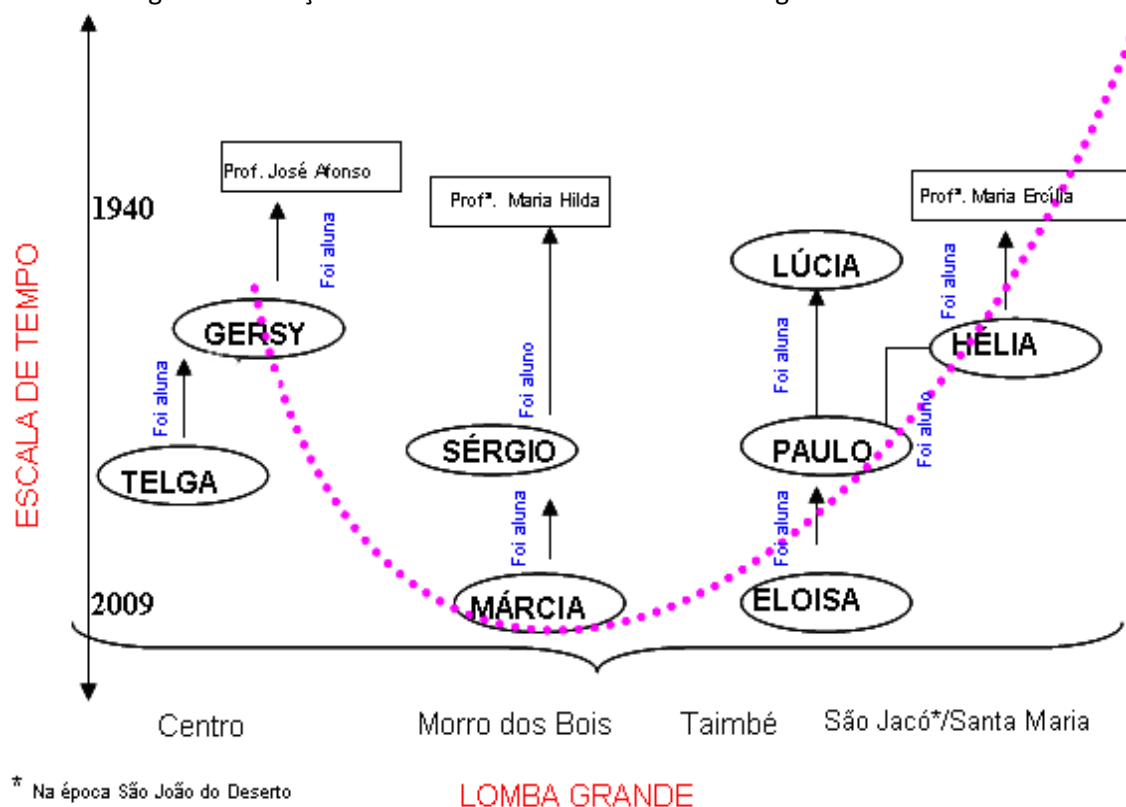 Prof. José Afonso
Profª. Maria Hilda
Profª. Maria Ercília
1940
Foi aluna
Foi aluna
LÚCIA
GERSY
HÉLIA
ESCALA DE TEMPO
Foi aluna
Foi aluno
Foi aluna
Foi aluno
TELGA
SÉRGIO
PAULO
Foi aluna
Foi aluna
2009
MÁRCIA
ELOISA
Centro
Morro dos Bois
Taimbé
São Jacó*/Santa Maria
* Na época São João do Deserto
LOMBA GRANDE